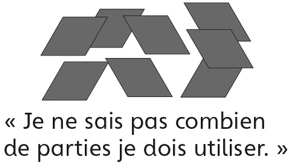 « Je ne sais pas combien
de parties je dois utiliser. »